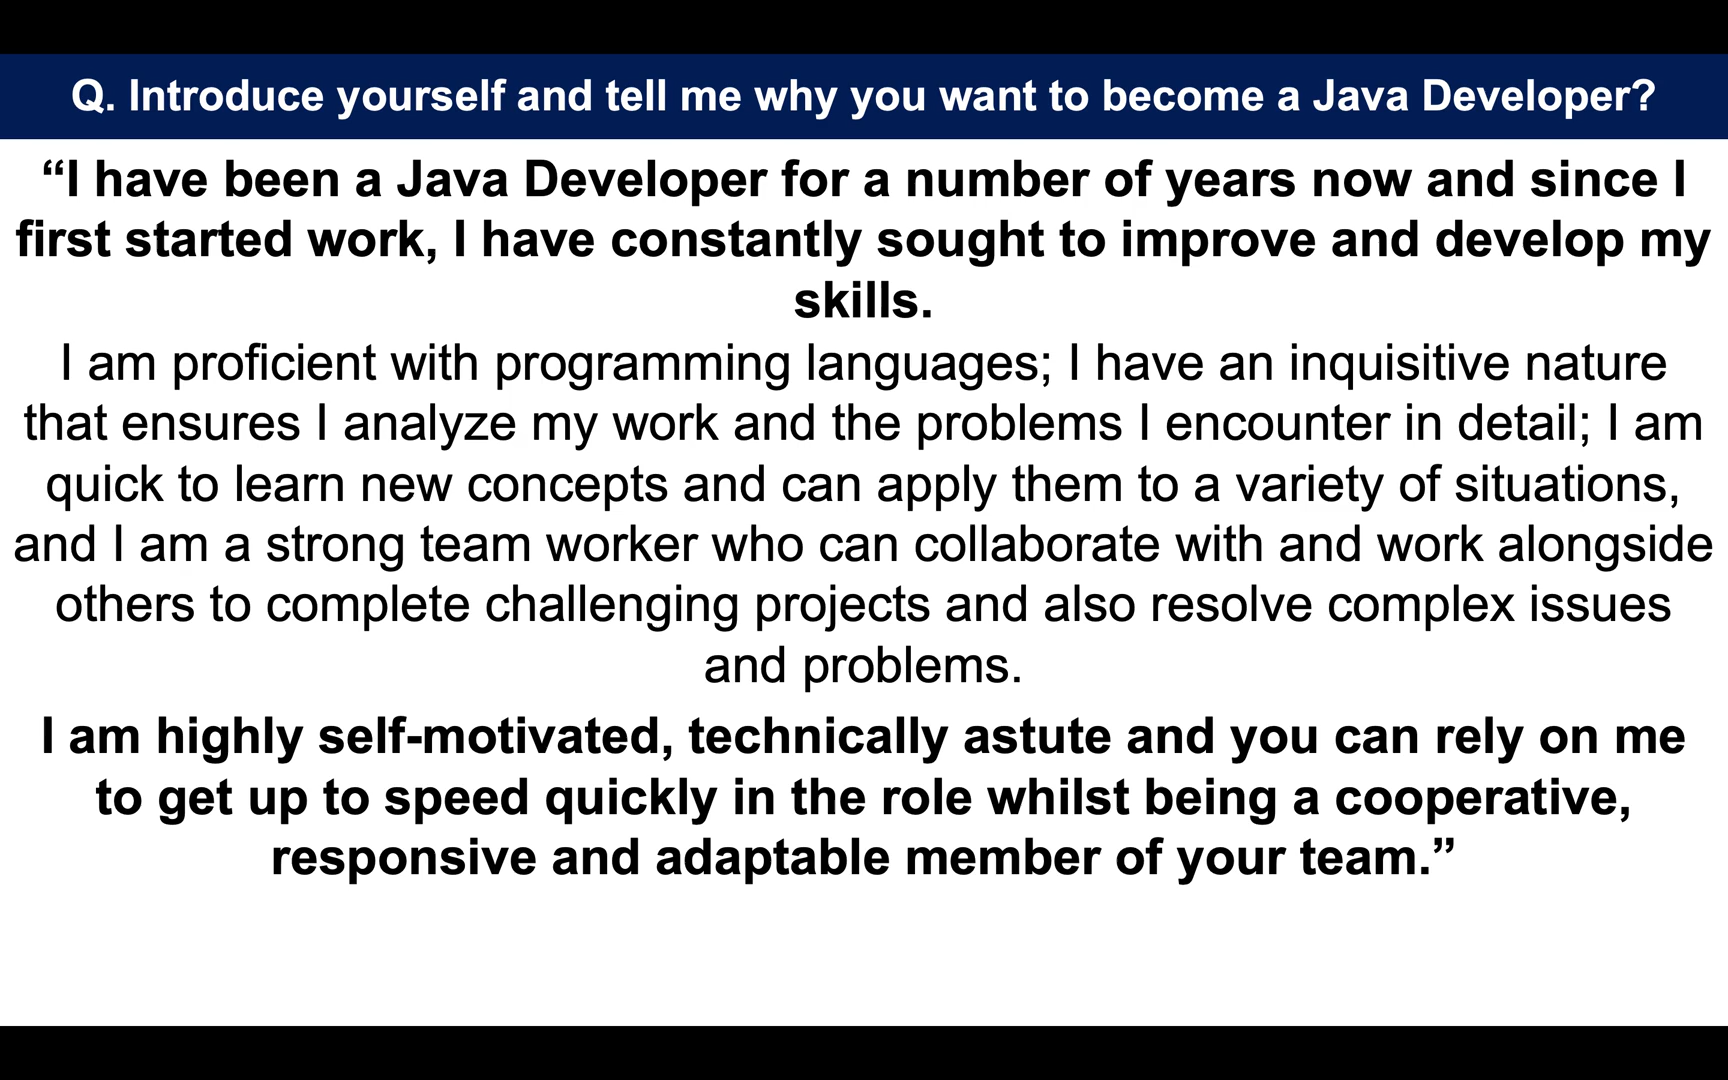 Q. Introduce yourself and tell me why you want to become a Java Developer?
“I have been a Java Developer for a number of years now and since I
first started work, I have constantly sought to improve and develop my
skills.
I am proficient with programming languages; I have an inquisitive nature
that ensures I analyze my work and the problems I encounter in detail; I am
quick to learn new concepts and can apply them to a variety of situations,
and I am a strong team worker who can collaborate with and work alongside
others to complete challenging projects and also resolve complex issues
and problems.
I am highly self-motivated, technically astute and you can rely on me
to get up to speed quickly in the role whilst being a cooperative,
responsive and adaptable member of your team.”